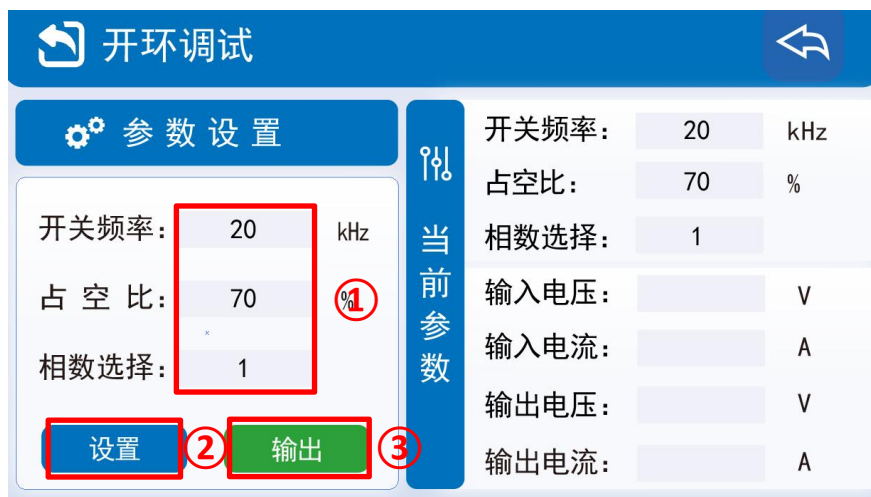 开环调试
参数设置
开关频率： 20 kHz
占空比： 70 %
①
相数选择： 1
设置 ② 输出 ③
当前参数
开关频率： 20 kHz
占空比： 70 %
相数选择： 1
输入电压： V
输入电流： A
输出电压： V
输出电流： A